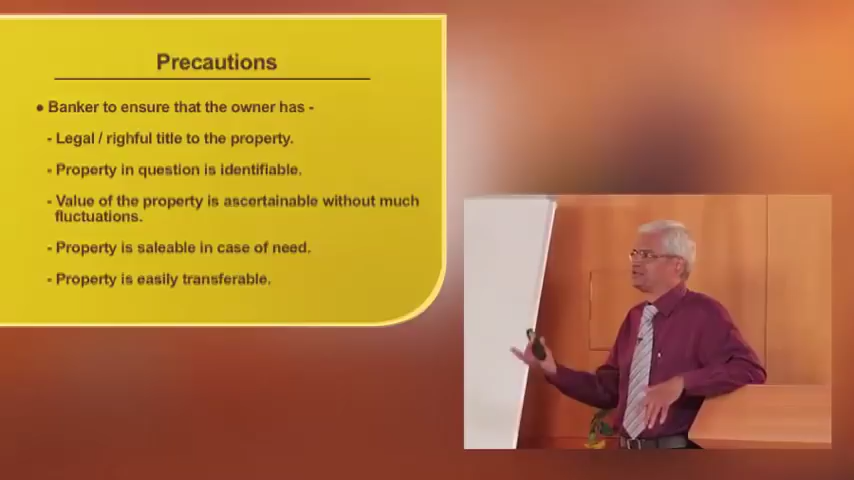 Precautions
● Banker to ensure that the owner has -
- Legal / righful title to the property.
- Property in question is identifiable.
- Value of the property is ascertainable without much
fluctuations.
- Property is saleable in case of need.
- Property is easily transferable.